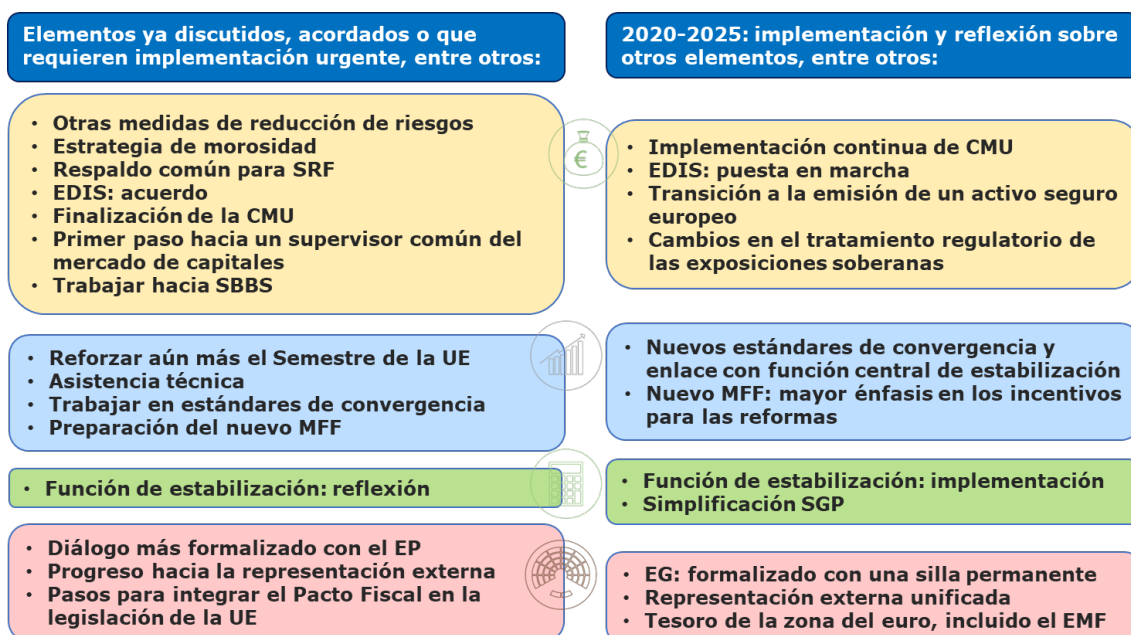 Elementos ya discutidos, acordados o que
requieren implementación urgente, entre otros:
• Otras medidas de reducción de riesgos
• Estrategia de morosidad
• Respaldo común para SRF
• EDIS: acuerdo
• Finalización de la CMU
• Primer paso hacia un supervisor común del
mercado de capitales
• Trabajar hacia SBBS
• Reforzar aún más el Semestre de la UE
• Asistencia técnica
• Trabajar en estándares de convergencia
• Preparación del nuevo MFF
• Función de estabilización: reflexión
• Diálogo más formalizado con el EP
• Progreso hacia la representación externa
• Pasos para integrar el Pacto Fiscal en la
legislación de la UE
€
2020-2025: implementación y reflexión sobre
otros elementos, entre otros:
• Implementación continua de CMU
• EDIS: puesta en marcha
• Transición a la emisión de un activo seguro
europeo
• Cambios en el tratamiento regulatorio de
las exposiciones soberanas
• Nuevos estándares de convergencia y
enlace con función central de estabilización
• Nuevo MFF: mayor énfasis en los incentivos
para las reformas
• Función de estabilización: implementación
• Simplificación SGP
• EG: formalizado con una silla permanente
• Representación externa unificada
• Tesoro de la zona del euro, incluido el EMF